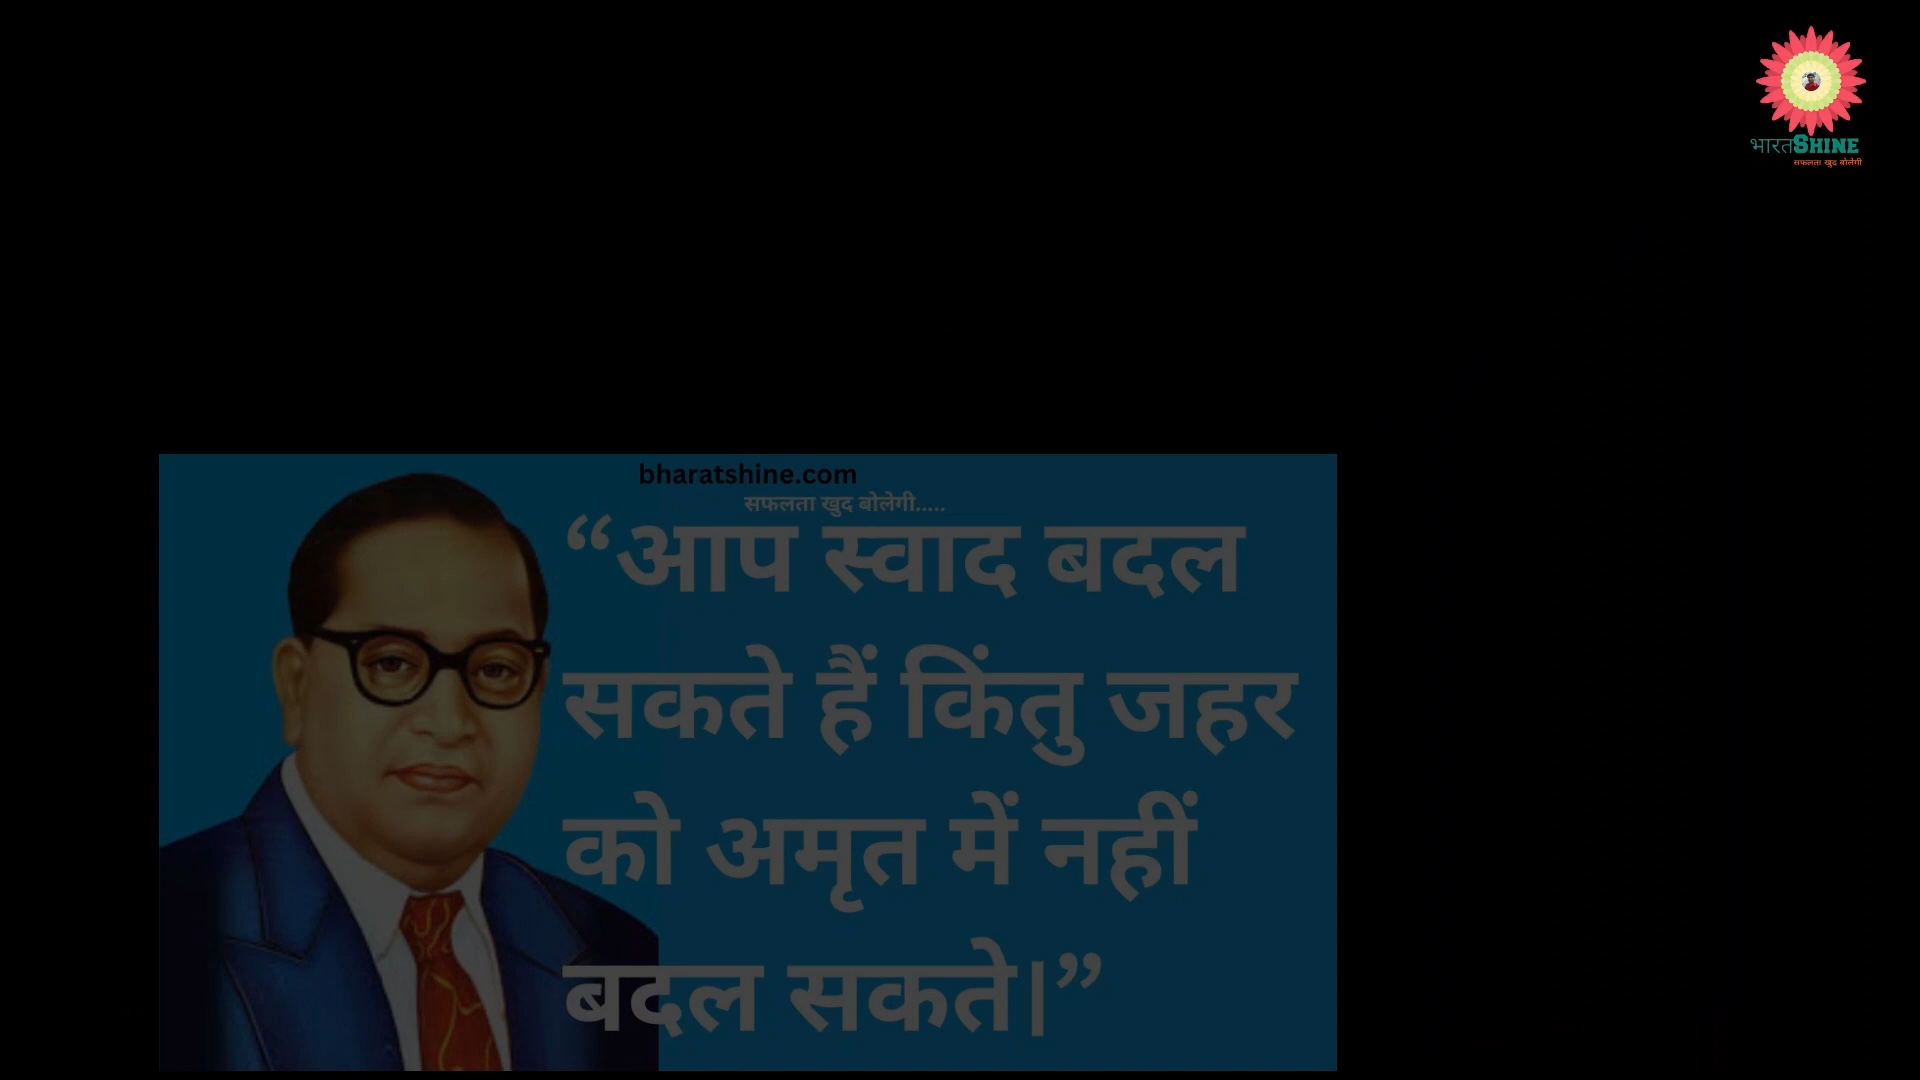 भारतSHINE
सफलता खुद बोलेगी
bharatshine.com
सफलता खुद बोलेगी.....
“आप स्वाद बदल
सकते हैं किंतु जहर
को अमृत में नहीं
बदल सकते|”